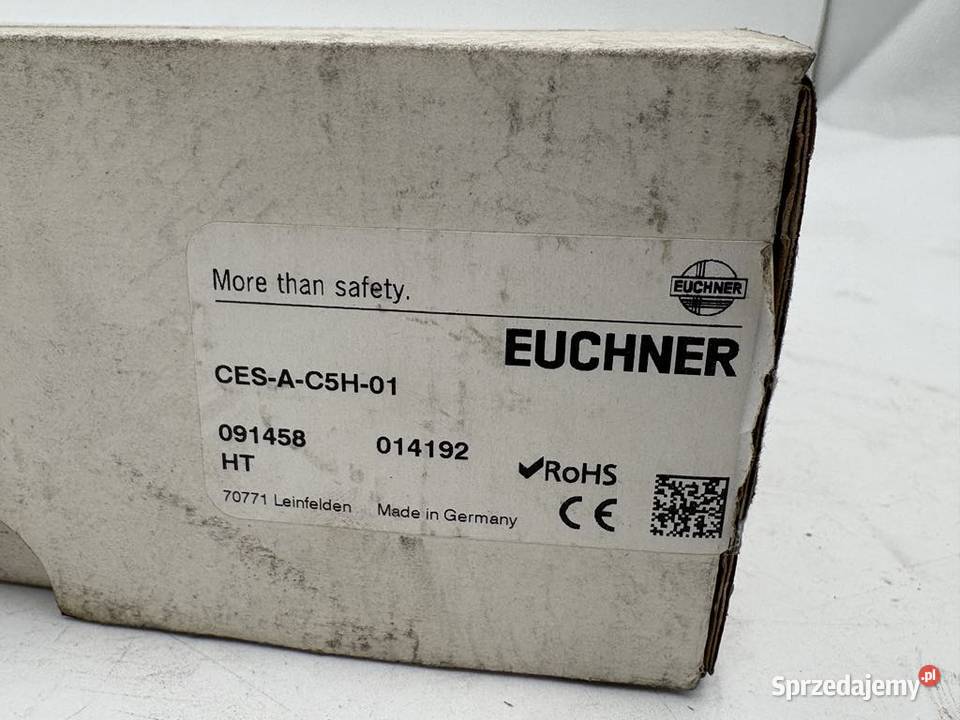 More than safety.
EUCHNER
EUCHNER
CES-A-C5H-01
091458 014192
HT
RoHS
70771 Leinfelden Made in Germany
CE
Sprzedajemy.pl